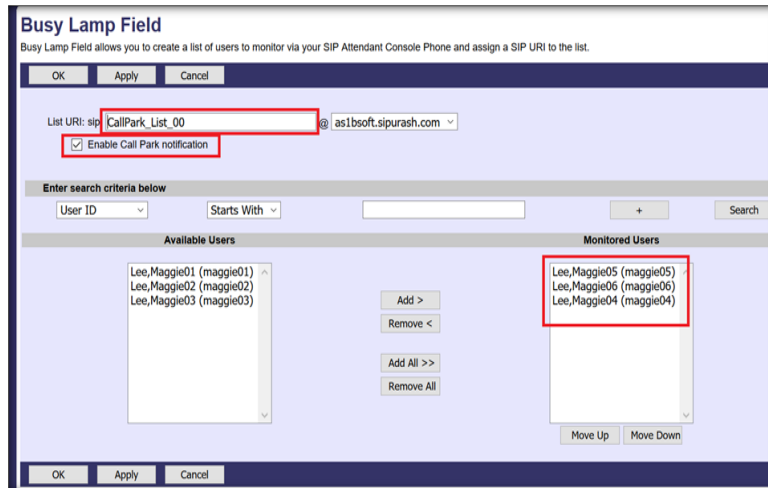 Busy Lamp Field
Busy Lamp Field allows you to create a list of users to monitor via your SIP Attendant Console Phone and assign a SIP URI to the list.
OK Apply Cancel
List URI: sip CallPark_List_00 @ as1bsoft.sipurash.com
Enable Call Park notification
Enter search criteria below
User ID Starts With + Search
Available Users Monitored Users
Lee,Maggie01 (maggie01) Lee,Maggie05 (maggie05)
Lee,Maggie02 (maggie02) Lee,Maggie06 (maggie06)
Lee,Maggie03 (maggie03) Lee,Maggie04 (maggie04)
Add >
Remove <
Add All >>
Remove All
Move Up Move Down
OK Apply Cancel